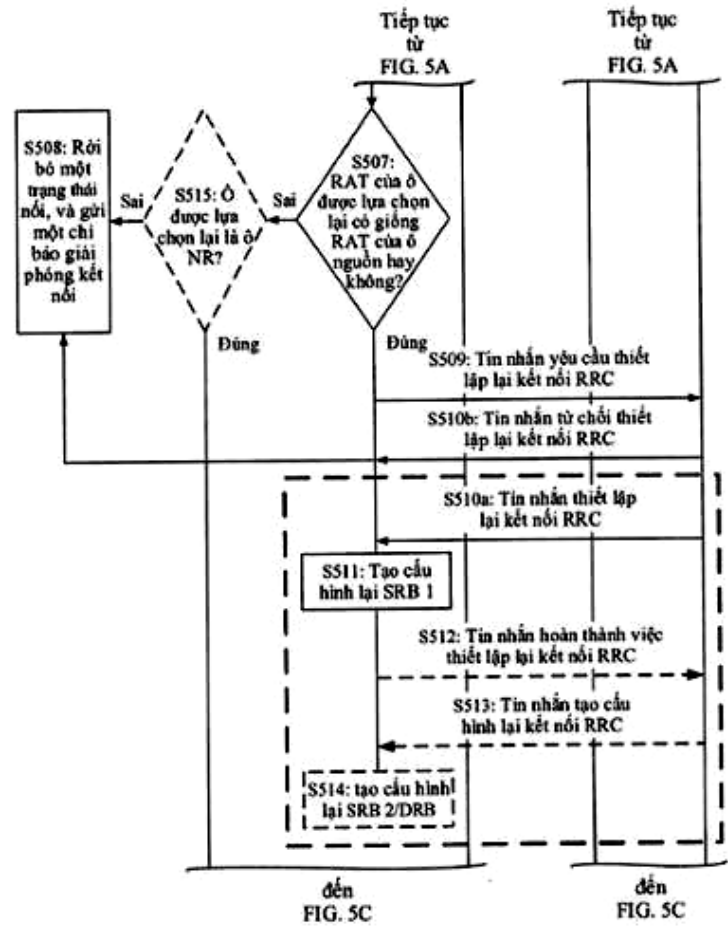 Tiếp tục
từ
FIG. 5A
Tiếp tục
từ
FIG. 5A
S508: Rời
bỏ một
trạng thái
nối, và gửi
một chỉ
báo giải
phóng kết
nối
Sai
S515: Ô
được lựa
chọn lại là ô
NR?
Sai
S507:
RAT của ô
được lựa chọn
lại có giống
RAT của ô
nguồn hay
không?
Đúng
Đúng
S509: Tin nhắn yêu cầu thiết
lập lại kết nối RRC
S510b: Tin nhắn từ chối thiết
lập lại kết nối RRC
S510a: Tin nhắn thiết lập
lại kết nối RRC
S511: Tạo cấu
hình lại SRB 1
S512: Tin nhắn hoàn thành việc
thiết lập lại kết nối RRC
S513: Tin nhắn tạo cấu
hình lại kết nối RRC
S514: tạo cấu hình
lại SRB 2/DRB
đến
FIG. 5C
đến
FIG. 5C